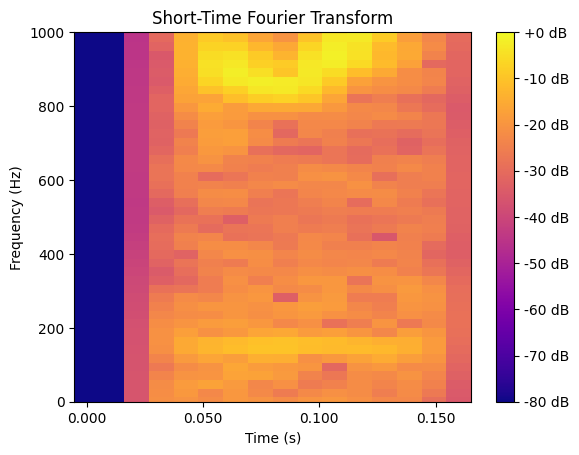 Short-Time Fourier Transform
1000
800
600
400
200
0
Frequency (Hz)
0.000
0.050
0.100
0.150
Time (s)
+0 dB
-10 dB
-20 dB
-30 dB
-40 dB
-50 dB
-60 dB
-70 dB
-80 dB